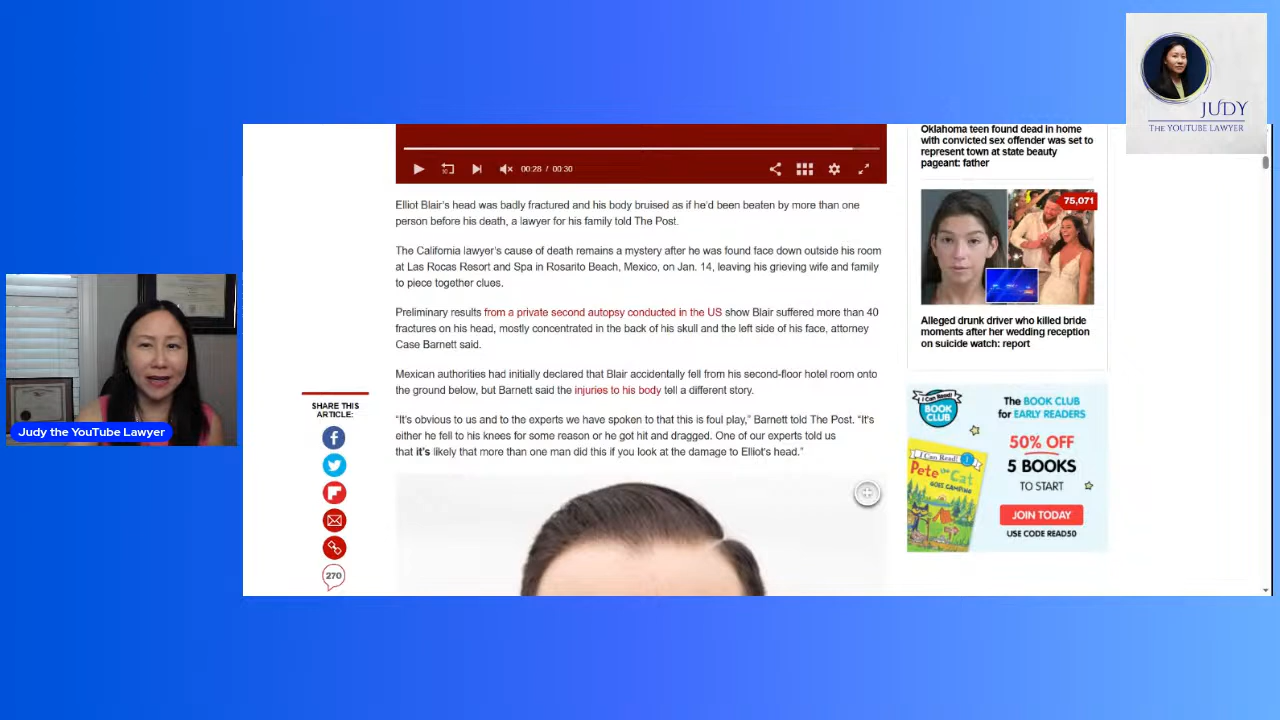 JUDY
THE YOUTUBE LAWYER
Judy the YouTube Lawyer
00:28 / 00:30
Elliot Blair's head was badly fractured and his body bruised as if he'd been beaten by more than one
person before his death, a lawyer for his family told The Post.
The California lawyer's cause of death remains a mystery after he was found face down outside his room
at Las Rocas Resort and Spa in Rosarito Beach, Mexico, on Jan. 14, leaving his grieving wife and family
to piece together clues.
Preliminary results from a private second autopsy conducted in the US show Blair suffered more than 40
fractures on his head, mostly concentrated in the back of his skull and the left side of his face, attorney
Case Barnett said.
Mexican authorities had initially declared that Blair accidentally fell from his second-floor hotel room onto
the ground below, but Barnett said the injuries to his body tell a different story.
"It's obvious to us and to the experts we have spoken to that this is foul play," Barnett told The Post. "It's
either he fell to his knees for some reason or he got hit and dragged. One of our experts told us
that it's likely that more than one man did this if you look at the damage to Elliot's head."
SHARE THIS
ARTICLE:
270
Oklahoma teen found dead in home
with convicted sex offender was set to
represent town at state beauty
pageant: father
75,071
Alleged drunk driver who killed bride
moments after her wedding reception
on suicide watch: report
I Can Read!
BOOK
CLUB
The BOOK CLUB
for EARLY READERS
50% OFF
5 BOOKS
TO START
JOIN TODAY
USE CODE READ50
I Can Read!
1
Pete the Cat
GOES CAMPING